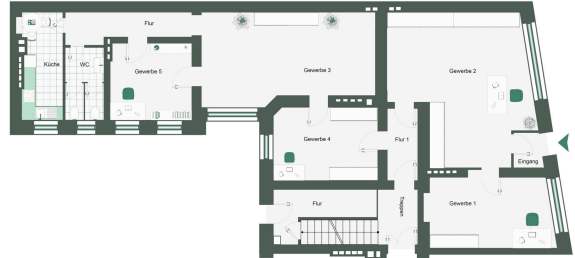 Flur
Küche
WC
Gewerbe 5
Gewerbe 3
Gewerbe 2
Gewerbe 4
Flur 1
Eingang
Flur
Treppen
Gewerbe 1